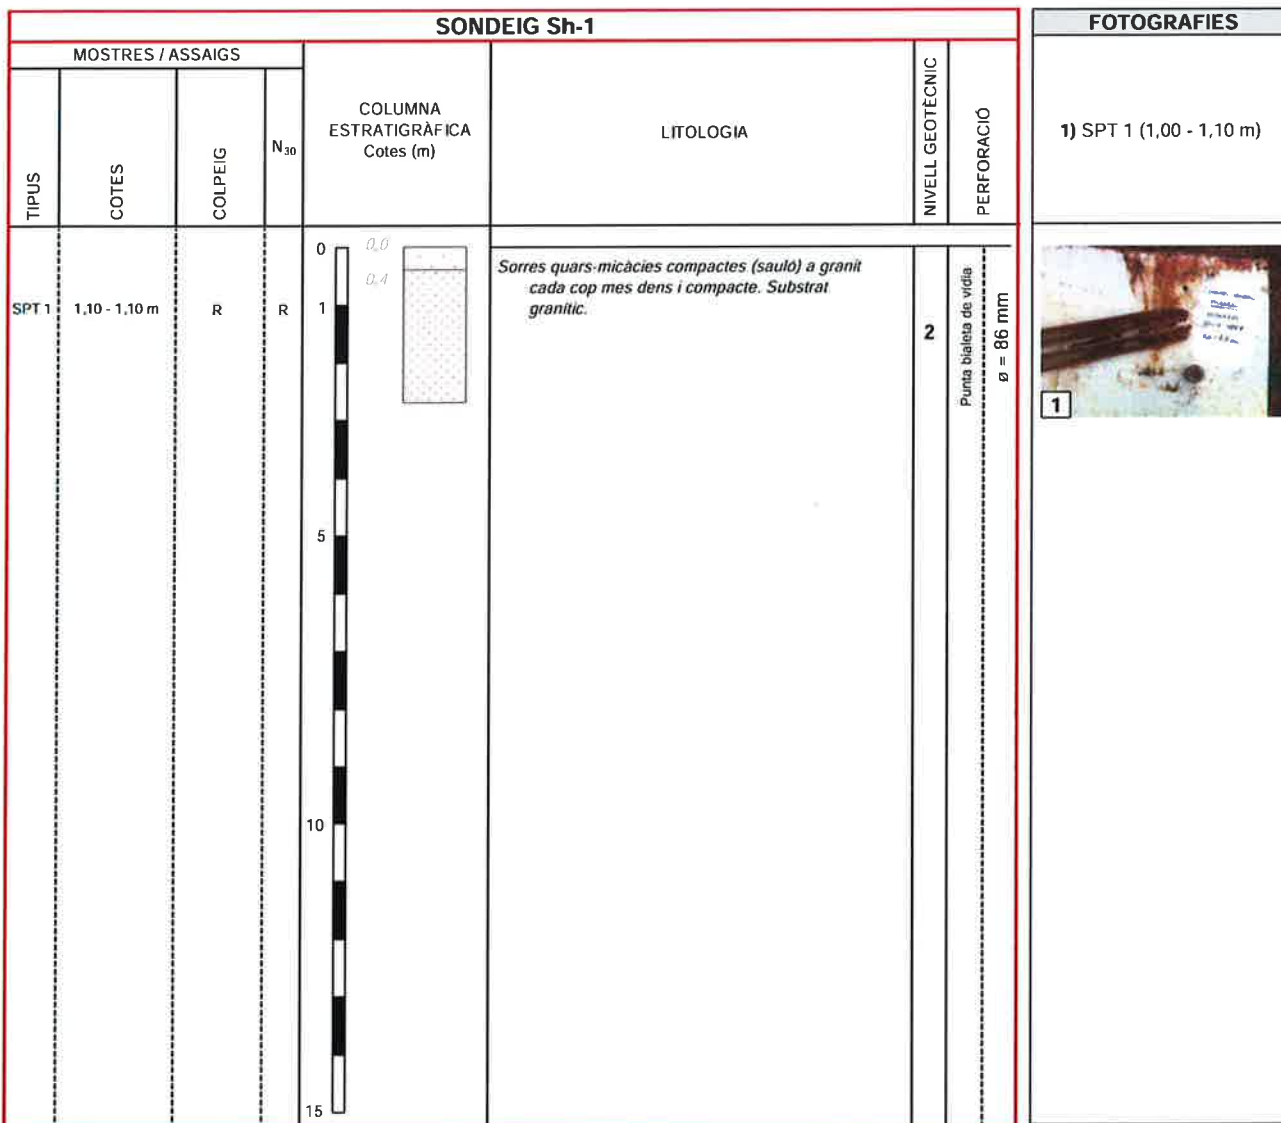 SONDEIG Sh-1
MOSTRES / ASSAIGS
TIPUS
COTES
COLPEIG
N₃₀
COLUMNA
ESTRATIGRÀFICA
Cotes (m)
LITOLOGIA
NIVELL GEOTÈCNIC
PERFORACIÓ
SPT 1
1,10 - 1,10 m
R
R
0
1
5
10
15
0,0
0,4
Sorres quars-micàcies compactes (sauló) a granit
cada cop mes dens i compacte. Substrat
granític.
2
Punta bialeta de vidia
ø = 86 mm
FOTOGRAFIES
1) SPT 1 (1,00 - 1,10 m)
1